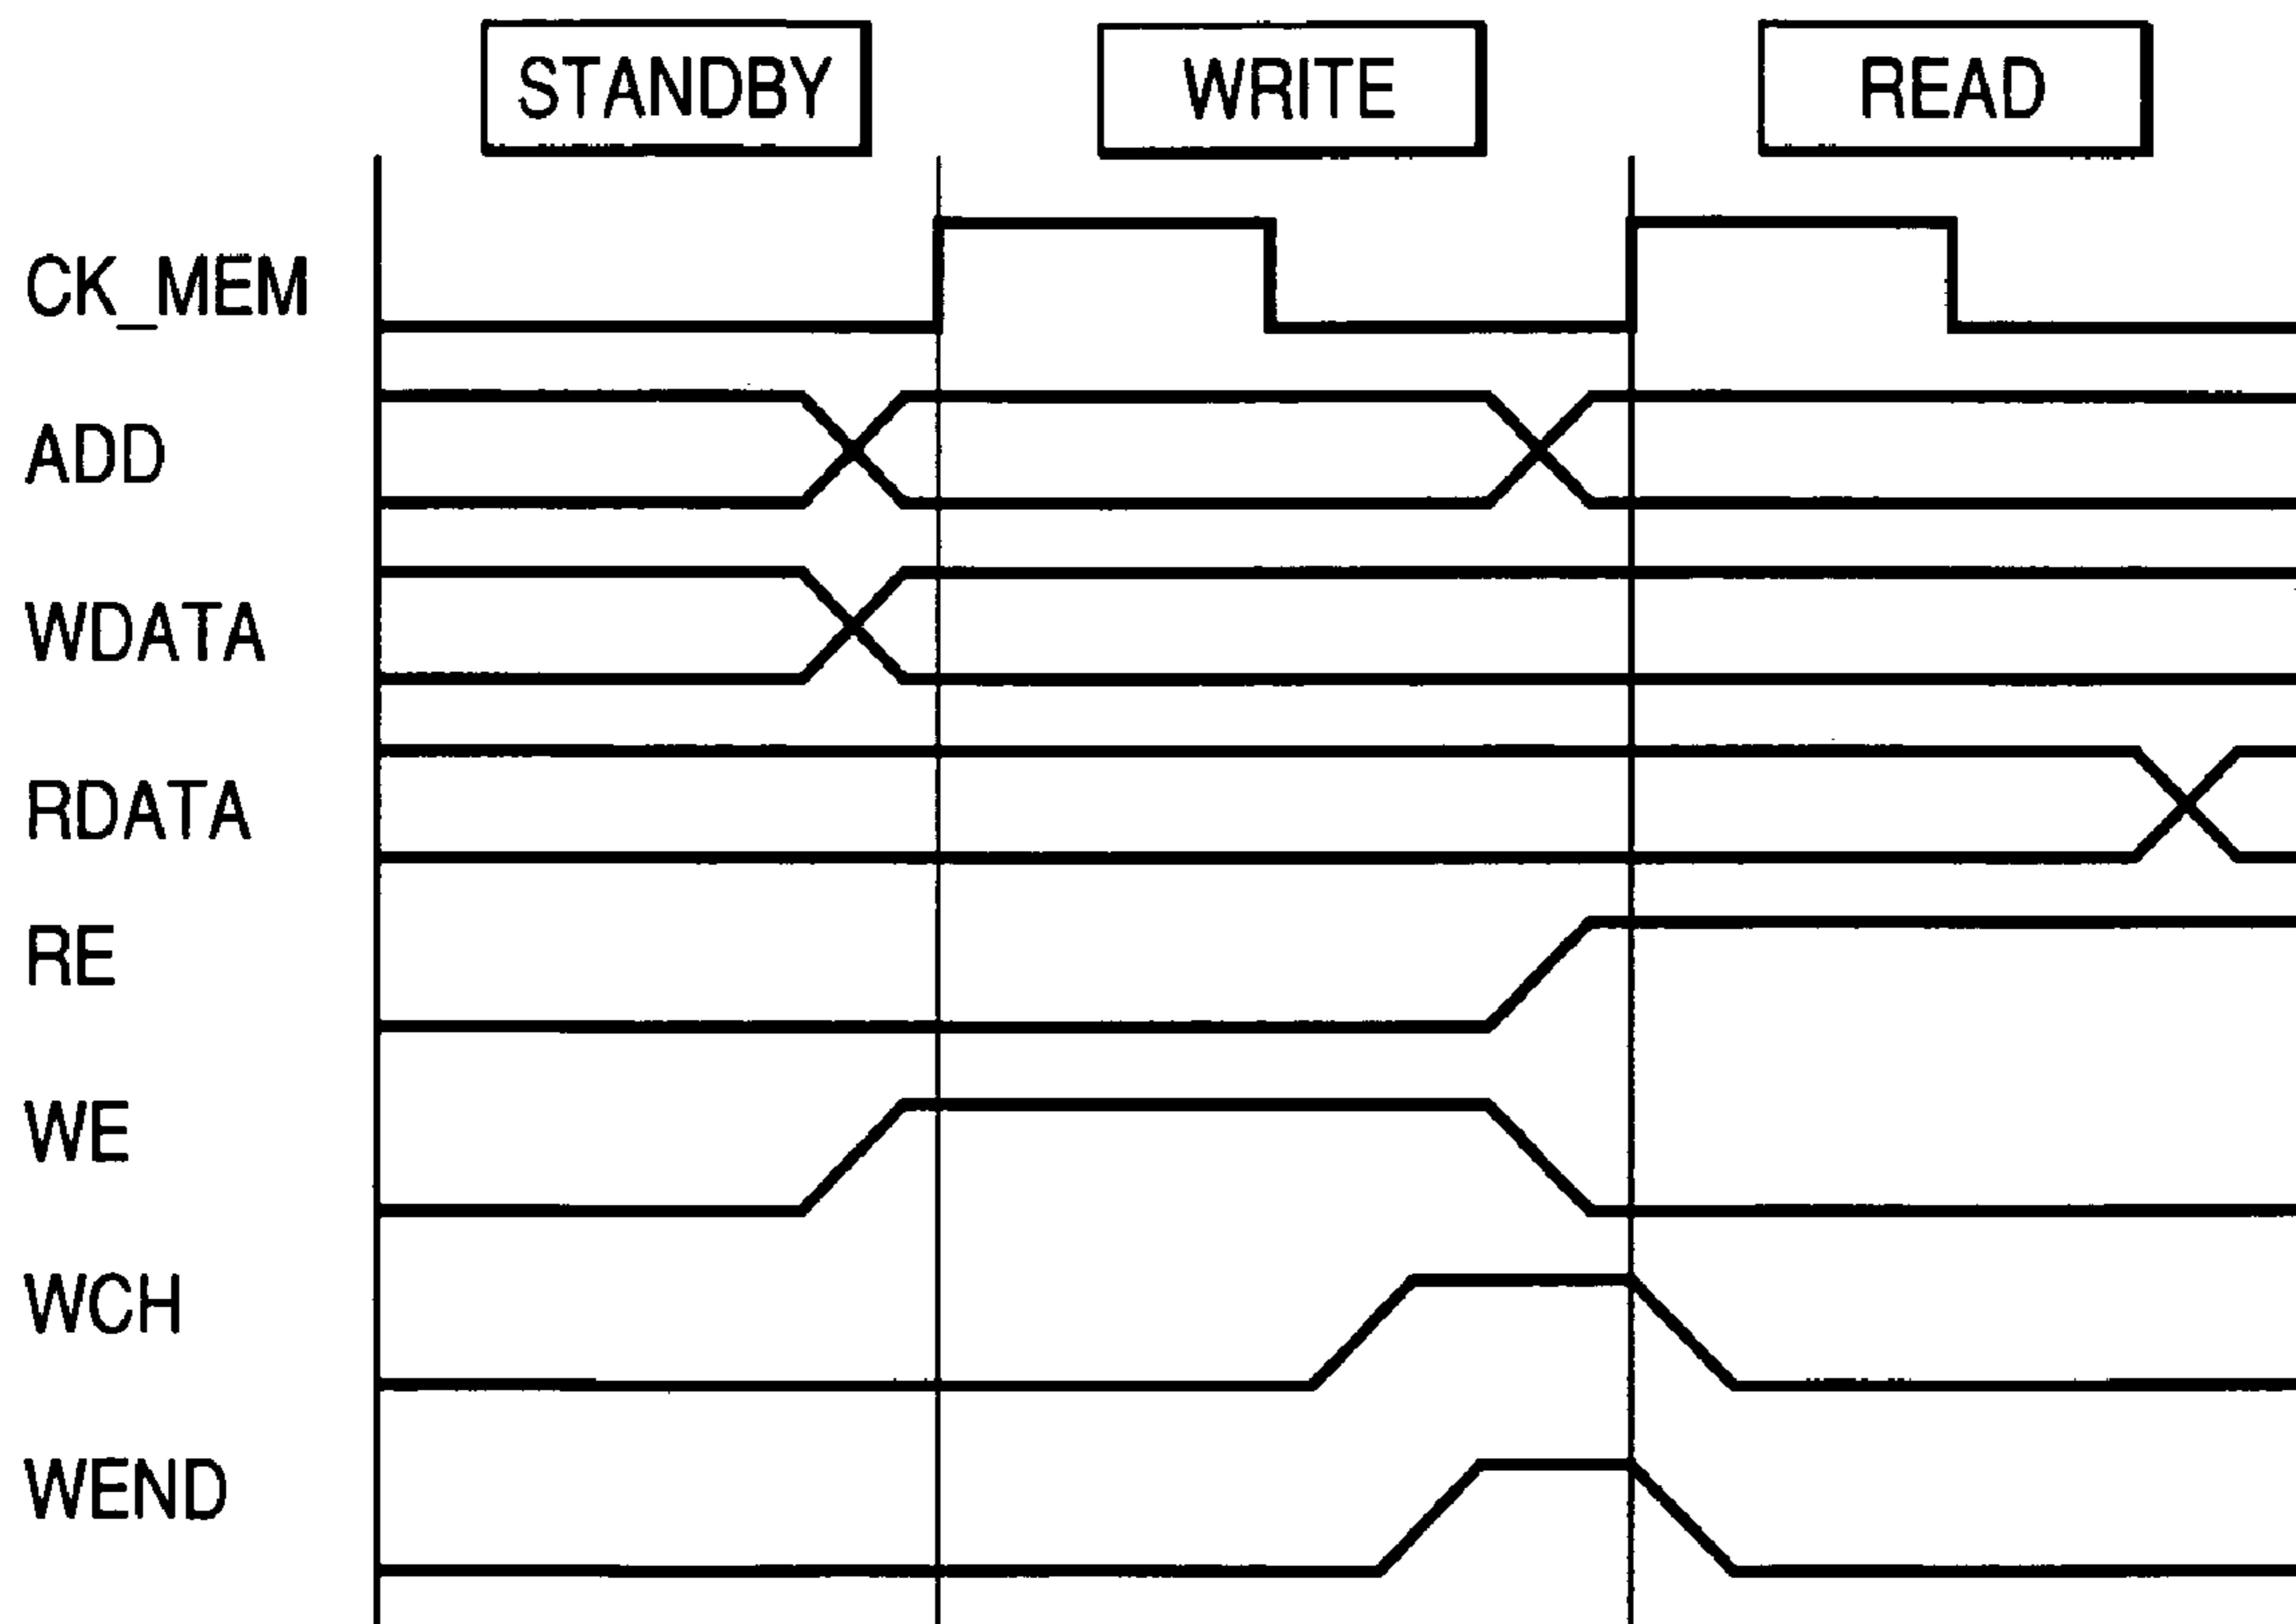 STANDBY WRITE READ
CK_MEM
ADD
WDATA
RDATA
RE
WE
WCH
WEND